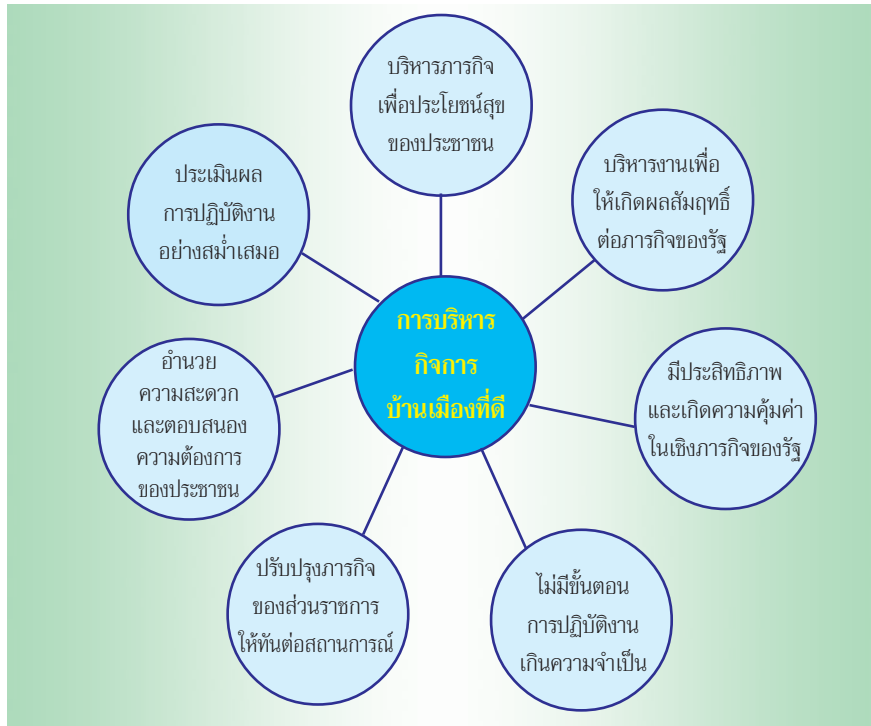 บริหารภารกิจ
เพื่อประโยชน์สุข
ของประชาชน
บริหารงานเพื่อ
ให้เกิดผลสัมฤทธิ์
ต่อภารกิจของรัฐ
มีประสิทธิภาพ
และเกิดความคุ้มค่า
ในเชิงภารกิจของรัฐ
ไม่มีขั้นตอน
การปฏิบัติงาน
เกินความจำเป็น
ปรับปรุงภารกิจ
ของส่วนราชการ
ให้ทันต่อสถานการณ์
อำนวย
ความสะดวก
และตอบสนอง
ความต้องการ
ของประชาชน
ประเมินผล
การปฏิบัติงาน
อย่างสม่ำเสมอ
การบริหาร
กิจการ
บ้านเมืองที่ดี